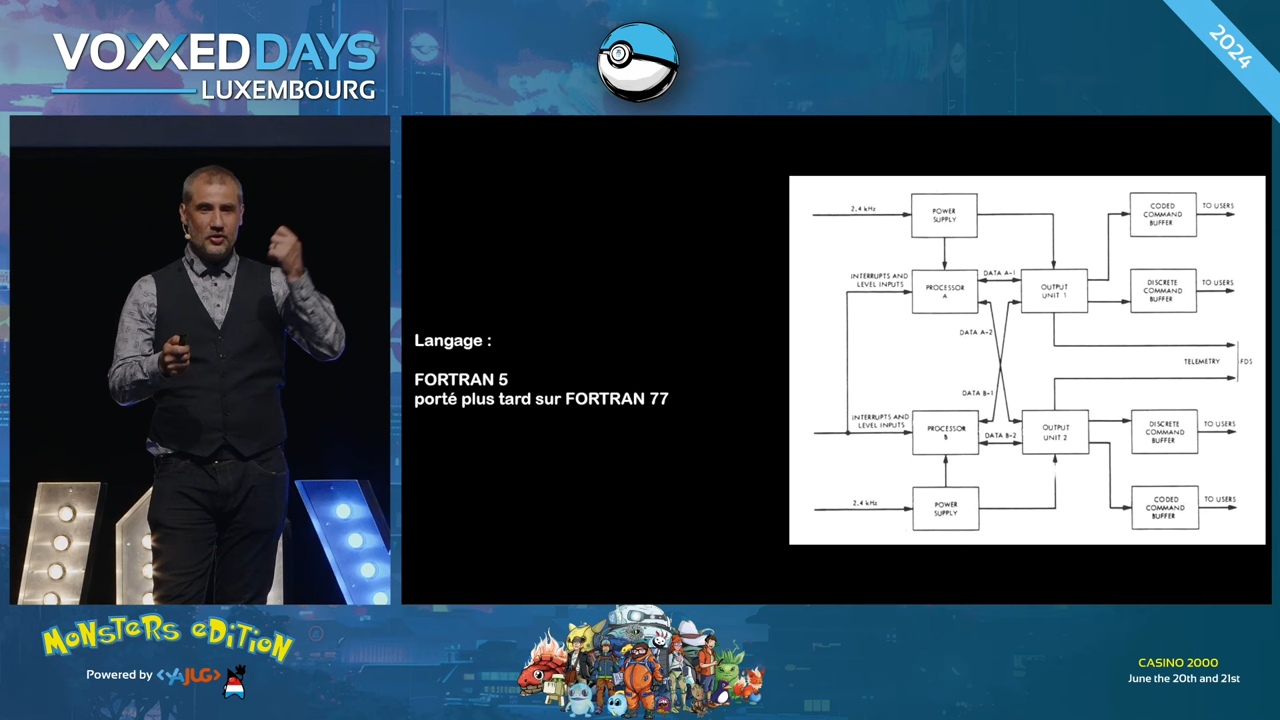 VOXXEDDAYS
LUXEMBOURG
2024
Langage :
FORTRAN 5
porté plus tard sur FORTRAN 77
2.4 kHz
POWER
SUPPLY
CODED
COMMAND
BUFFER
TO USERS
INTERRUPTS AND
LEVEL INPUTS
PROCESSOR
A
DATA A-1
OUTPUT
UNIT 1
DISCRETE
COMMAND
BUFFER
TO USERS
DATA A-2
TELEMETRY
FDS
DATA B-1
INTERRUPTS AND
LEVEL INPUTS
PROCESSOR
B
DATA B-2
OUTPUT
UNIT 2
DISCRETE
COMMAND
BUFFER
TO USERS
2.4 kHz
POWER
SUPPLY
CODED
COMMAND
BUFFER
TO USERS
MONSTERS EDITION
Powered by <YAJUG>
CASINO 2000
June the 20th and 21st